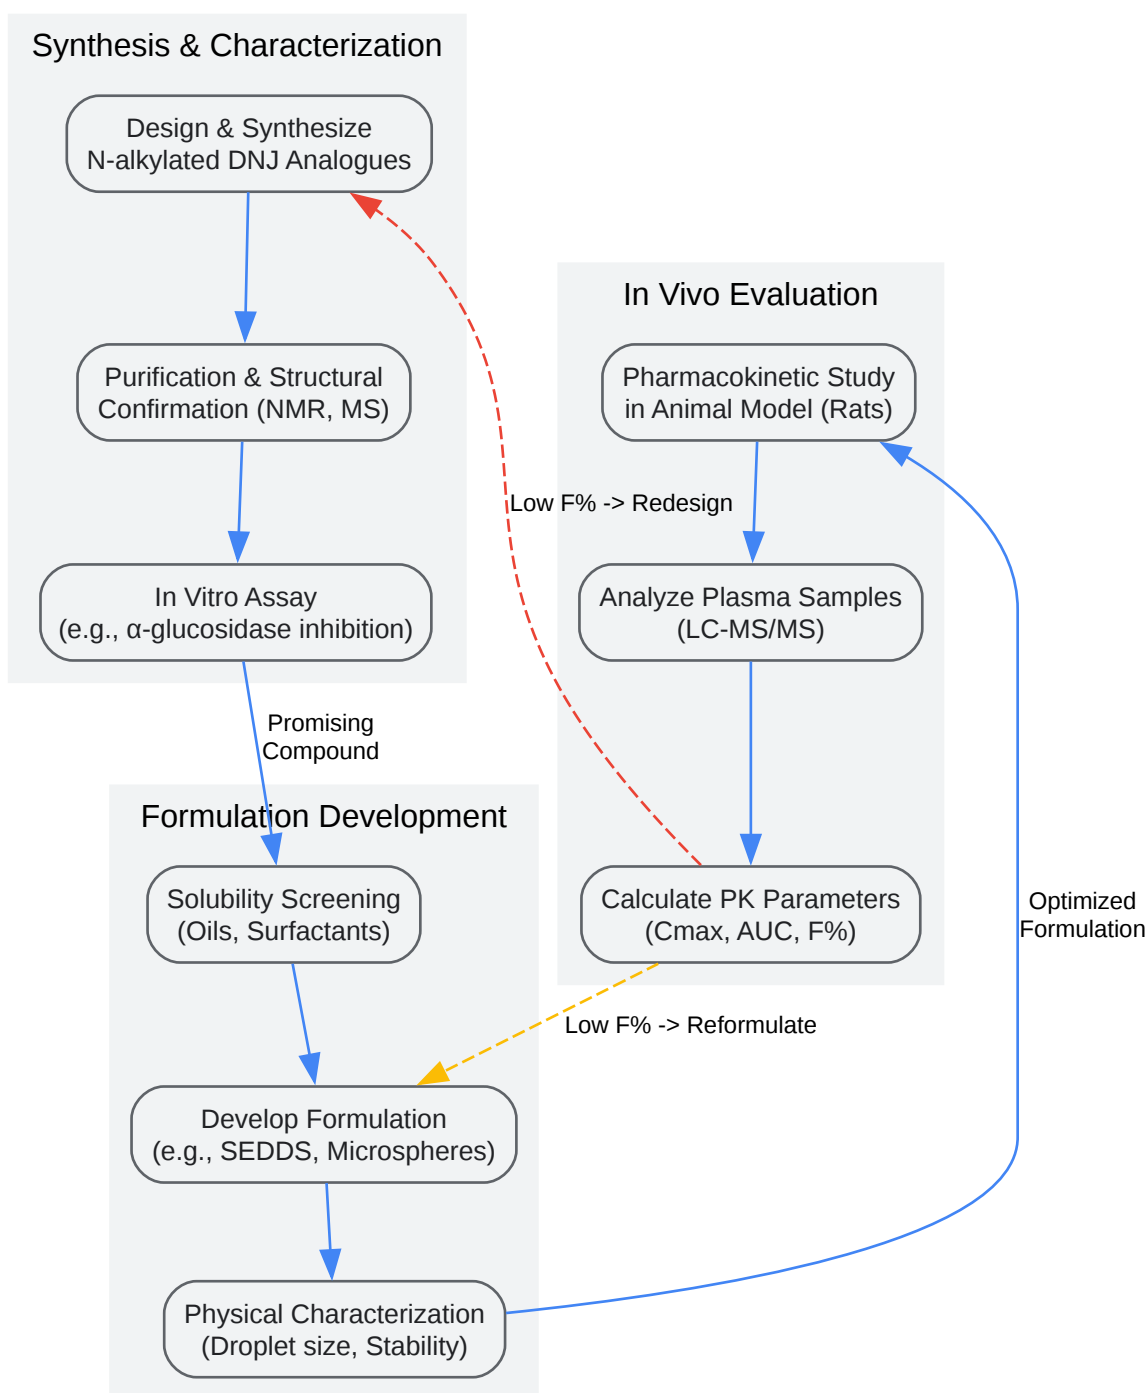 Synthesis & Characterization
Design & Synthesize
N-alkylated DNJ Analogues
Purification & Structural
Confirmation (NMR, MS)
In Vitro Assay
(e.g., α-glucosidase inhibition)
Promising
Compound
Formulation Development
Solubility Screening
(Oils, Surfactants)
Develop Formulation
(e.g., SEDDS, Microspheres)
Physical Characterization
(Droplet size, Stability)
In Vivo Evaluation
Pharmacokinetic Study
in Animal Model (Rats)
Low F% -> Redesign
Analyze Plasma Samples
(LC-MS/MS)
Calculate PK Parameters
(Cmax, AUC, F%)
Low F% -> Reformulate
Optimized
Formulation